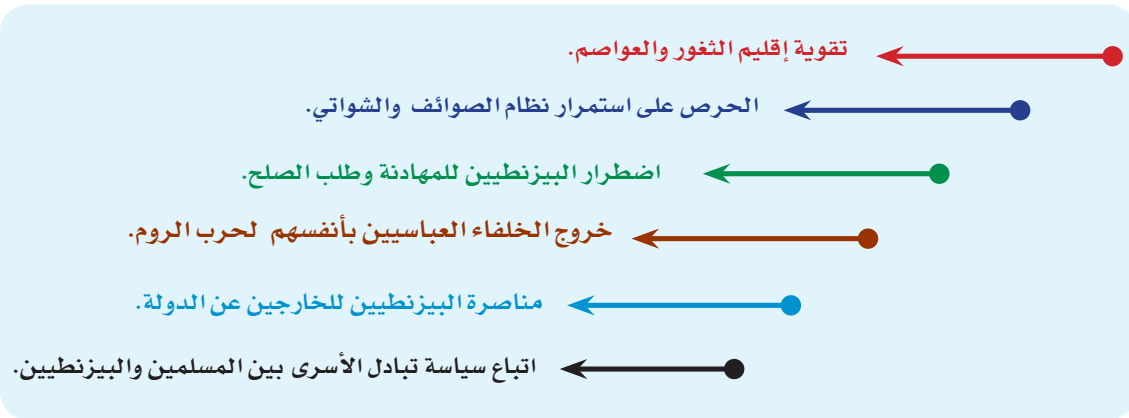 تقوية إقليم الثغور والعواصم.
الحرص على استمرار نظام الصوائف والشواتي.
اضطرار البيزنطيين للمهادنة وطلب الصلح.
خروج الخلفاء العباسيين بأنفسهم لحرب الروم.
مناصرة البيزنطيين للخارجين عن الدولة.
اتباع سياسة تبادل الأسرى بين المسلمين والبيزنطيين.